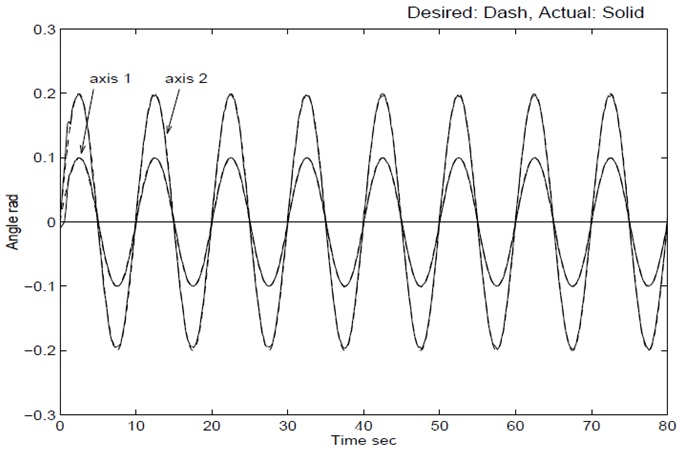 Desired: Dash, Actual: Solid
0.3
axis 1 axis 2
0.2
0.1
0
−0.1
−0.2
−0.3
Angle rad
0 10 20 30 40 50 60 70 80
Time sec